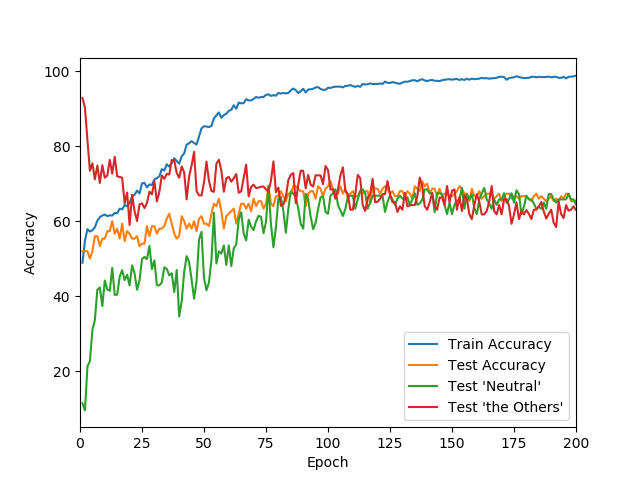 100
80
60
40
20
0 25 50 75 100 125 150 175 200
Accuracy
Epoch
Train Accuracy
Test Accuracy
Test 'Neutral'
Test 'the Others'